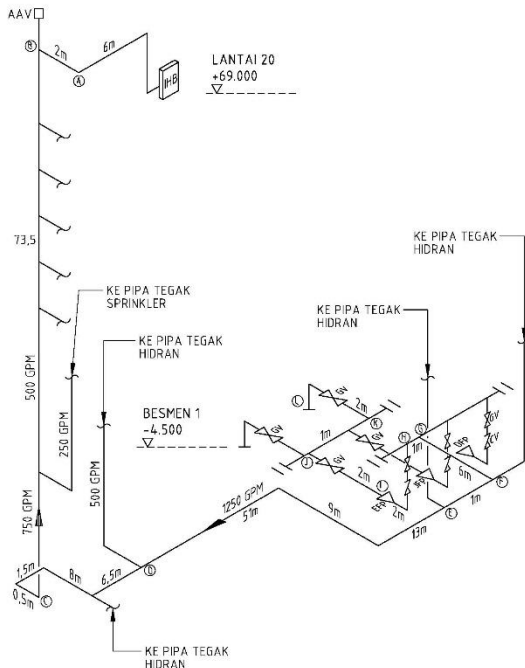 AAV
B
2m
A
6m
IHB
LANTAI 20
+69.000
73,5
KE PIPA TEGAK
SPRINKLER
KE PIPA TEGAK
HIDRAN
KE PIPA TEGAK
HIDRAN
KE PIPA TEGAK
HIDRAN
500 GPM
250 GPM
750 GPM
500 GPM
BESMEN 1
-4.500
L
GV
2m
K
GV
1m
GV
J
GV
2m
I
EFP
2m
H
G
1m
JFP
DFP
GV
CV
6m
F
E
1m
13m
9m
1250 GPM
51m
D
6,5m
8m
1,5m
0,5m
C
KE PIPA TEGAK
HIDRAN